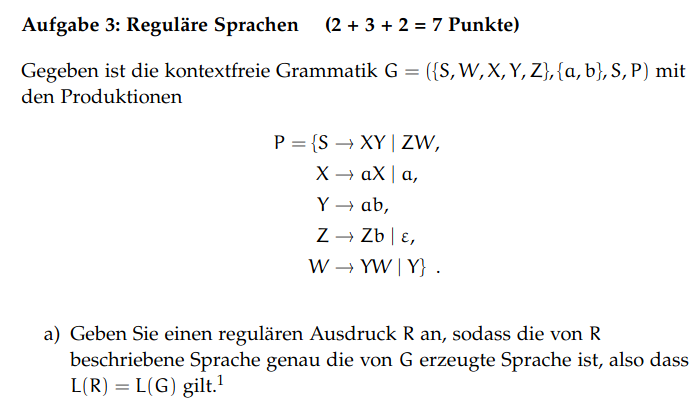 Aufgabe 3: Reguläre Sprachen (2 + 3 + 2 = 7 Punkte)
Gegeben ist die kontextfreie Grammatik G = ({S, W, X, Y, Z}, {a, b}, S, P) mit
den Produktionen
P = {S → XY | ZW,
X → aX | a,
Y → ab,
Z → Zb | ε,
W → YW | Y} .
a) Geben Sie einen regulären Ausdruck R an, sodass die von R
beschriebene Sprache genau die von G erzeugte Sprache ist, also dass
L(R) = L(G) gilt.¹